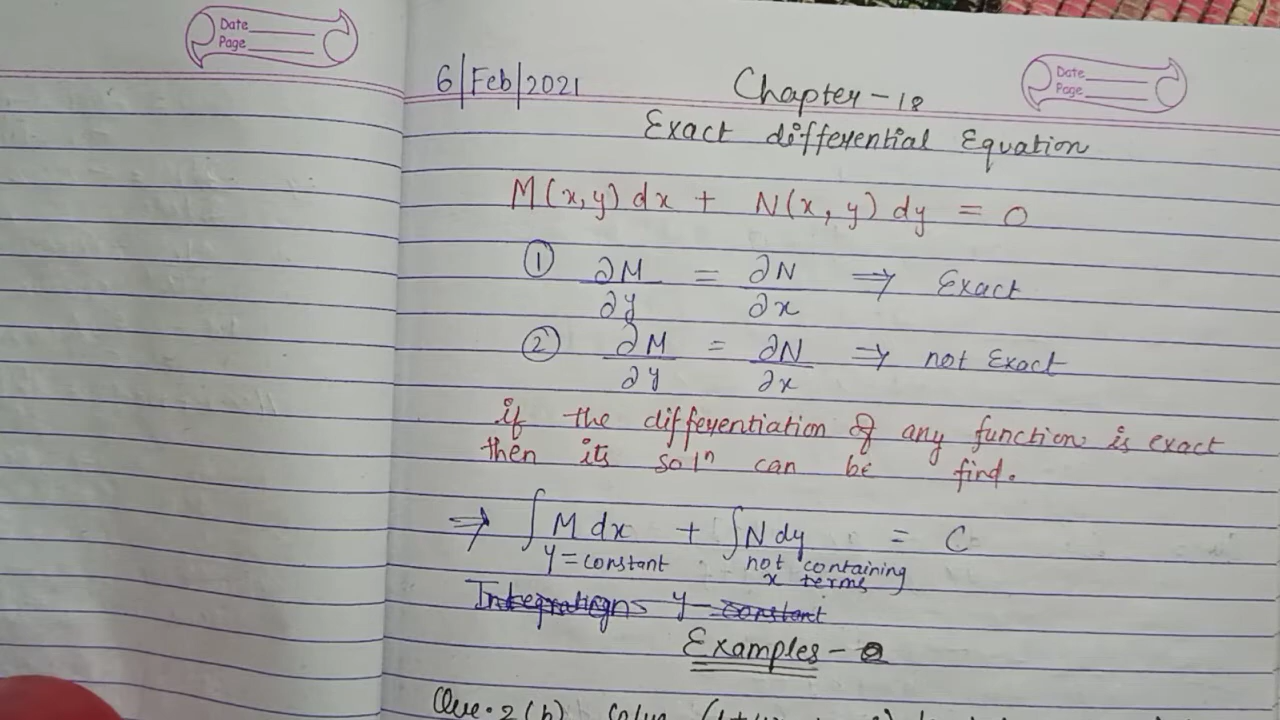 Date
Page
6/Feb/2021
Chapter-18
Date
Page
Exact differential Equation
M(x,y) dx + N(x,y) dy = 0
① ∂M/∂y = ∂N/∂x ⇒ Exact
② ∂M/∂y = ∂N/∂x ⇒ not Exact
if the differentiation of any function is exact
then its solⁿ can be find.
⇒ ∫M dx + ∫N dy = C
y = constant not containing
x terms
Integrations y = constant
Examples-
Que.2(b) Solve